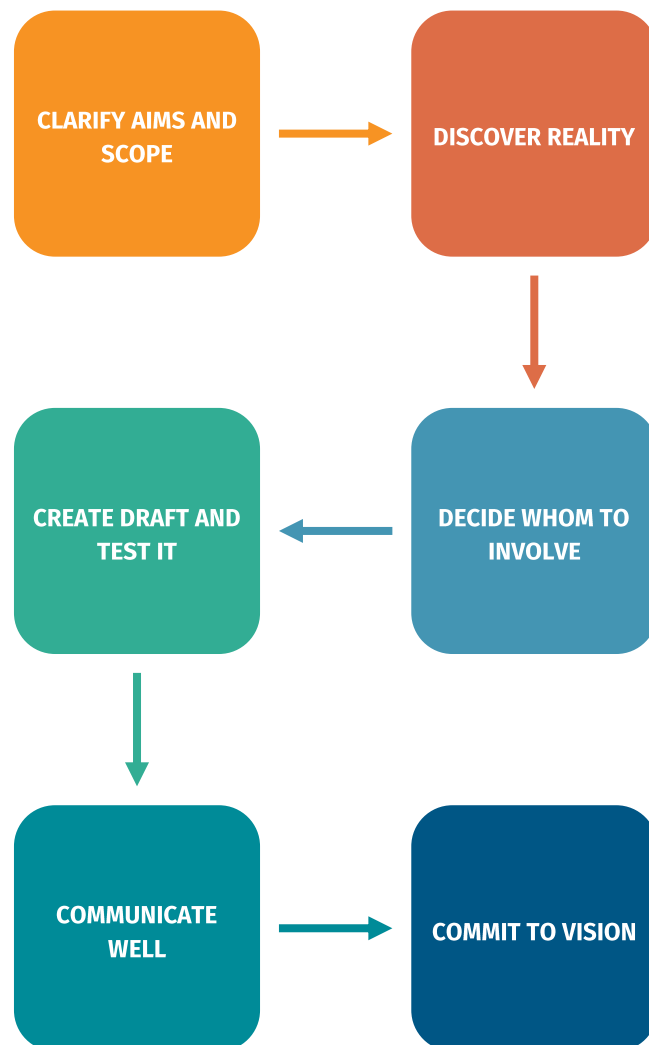 CLARIFY AIMS AND
SCOPE
DISCOVER REALITY
DECIDE WHOM TO
INVOLVE
CREATE DRAFT AND
TEST IT
COMMUNICATE
WELL
COMMIT TO VISION